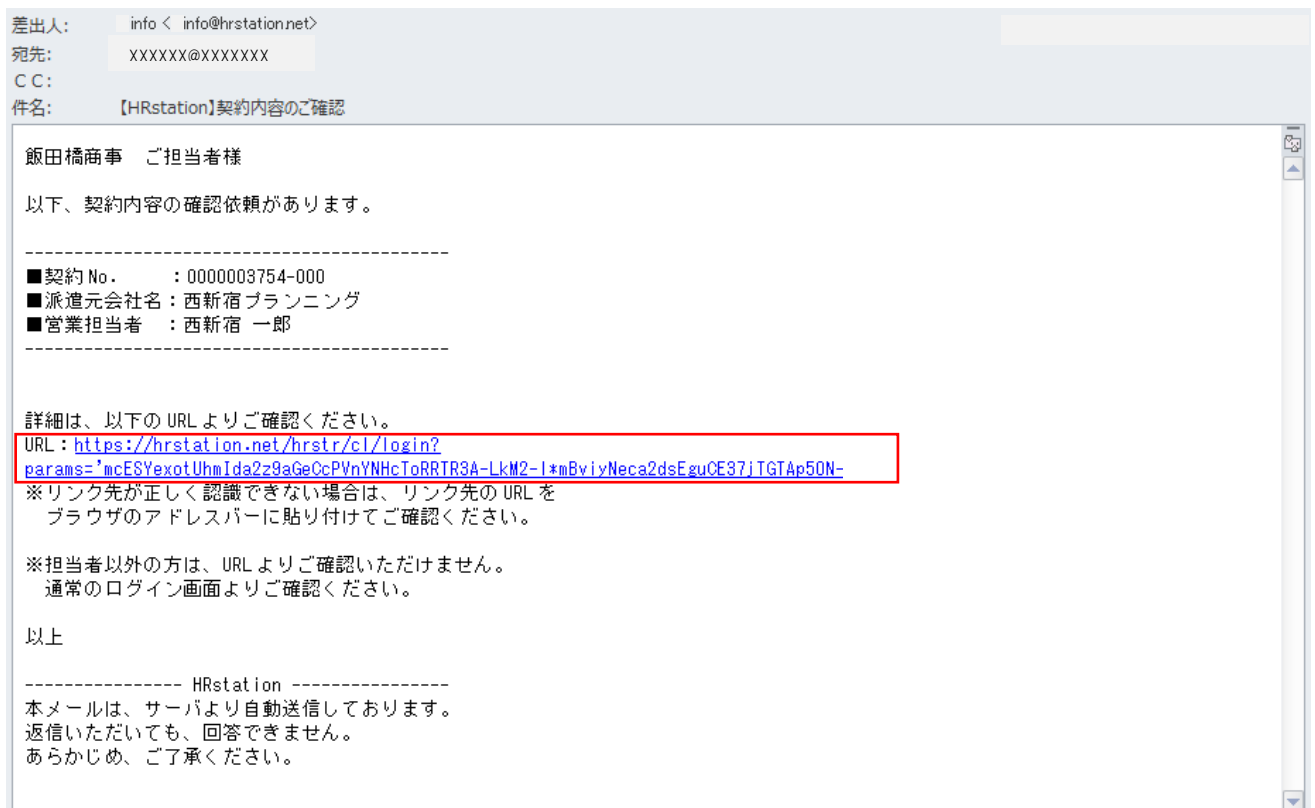 差出人: info < info@hrstation.net>
宛先: XXXXXX@XXXXXXX
CC:
件名: 【HRstation】契約内容のご確認
飯田橋商事　ご担当者様
以下、契約内容の確認依頼があります。
-------------------------------------------
■契約No.　　：0000003754-000
■派遣元会社名：西新宿プランニング
■営業担当者　：西新宿 一郎
-------------------------------------------
詳細は、以下のURLよりご確認ください。
URL：https://hrstation.net/hrstr/cl/login?
params='mcESYexotUhmIda2z9aGeCcPVnYNHcToRRTR3A-LkM2-l*mBviyNeca2dsEguCE37jTGTAp5ON-
※リンク先が正しく認識できない場合は、リンク先のURLを
ブラウザのアドレスバーに貼り付けてご確認ください。
※担当者以外の方は、URLよりご確認いただけません。
通常のログイン画面よりご確認ください。
以上
---------------- HRstation ----------------
本メールは、サーバより自動送信しております。
返信いただいても、回答できません。
あらかじめ、ご了承ください。